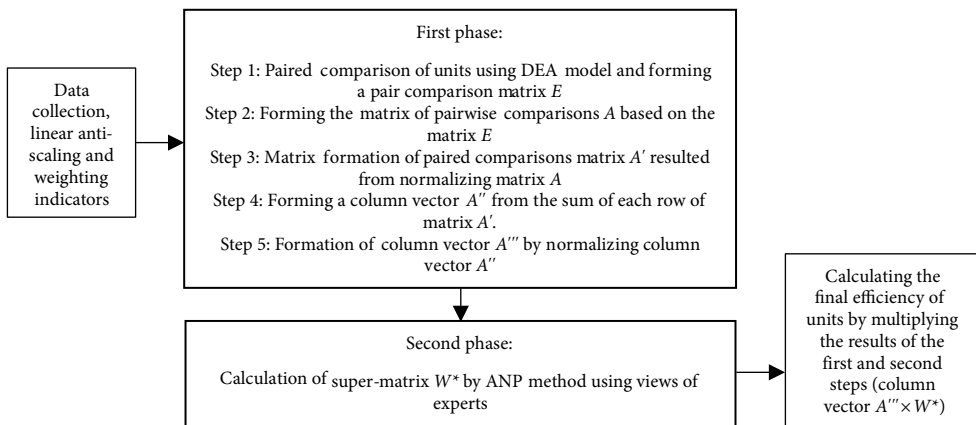 Data
collection,
linear anti-
scaling and
weighting
indicators
First phase:
Step 1: Paired comparison of units using DEA model and forming
a pair comparison matrix E
Step 2: Forming the matrix of pairwise comparisons A based on the
matrix E
Step 3: Matrix formation of paired comparisons matrix A′ resulted
from normalizing matrix A
Step 4: Forming a column vector A″ from the sum of each row of
matrix A′.
Step 5: Formation of column vector A‴ by normalizing column
vector A″
Second phase:
Calculation of super-matrix W* by ANP method using views of
experts
Calculating the
final efficiency of
units by multiplying
the results of the
first and second
steps (column
vector A‴ × W*)